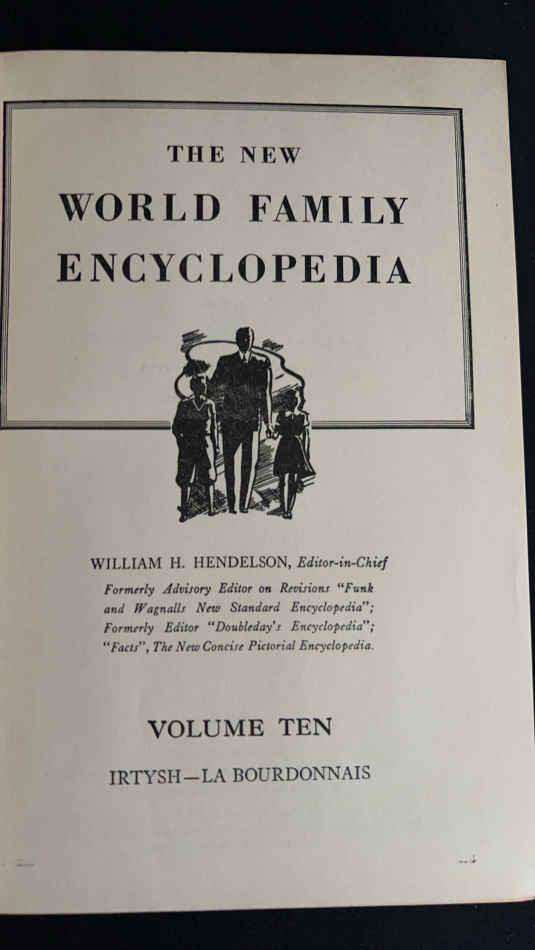 THE NEW
WORLD FAMILY
ENCYCLOPEDIA
WILLIAM H. HENDELSON, Editor-in-Chief
Formerly Advisory Editor on Revisions "Funk
and Wagnalls New Standard Encyclopedia";
Formerly Editor "Doubleday's Encyclopedia";
"Facts", The New Concise Pictorial Encyclopedia.
VOLUME TEN
IRTYSH—LA BOURDONNAIS